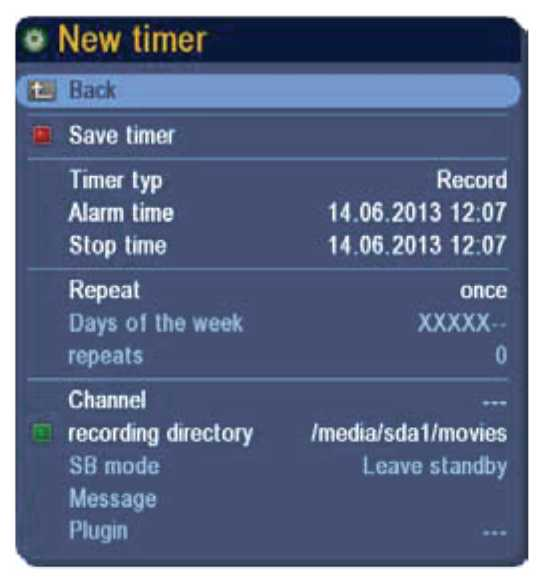 New timer
Back
Save timer
Timer typ Record
Alarm time 14.06.2013 12:07
Stop time 14.06.2013 12:07
Repeat once
Days of the week XXXXX--
repeats 0
Channel ---
recording directory /media/sda1/movies
SB mode Leave standby
Message
Plugin ---